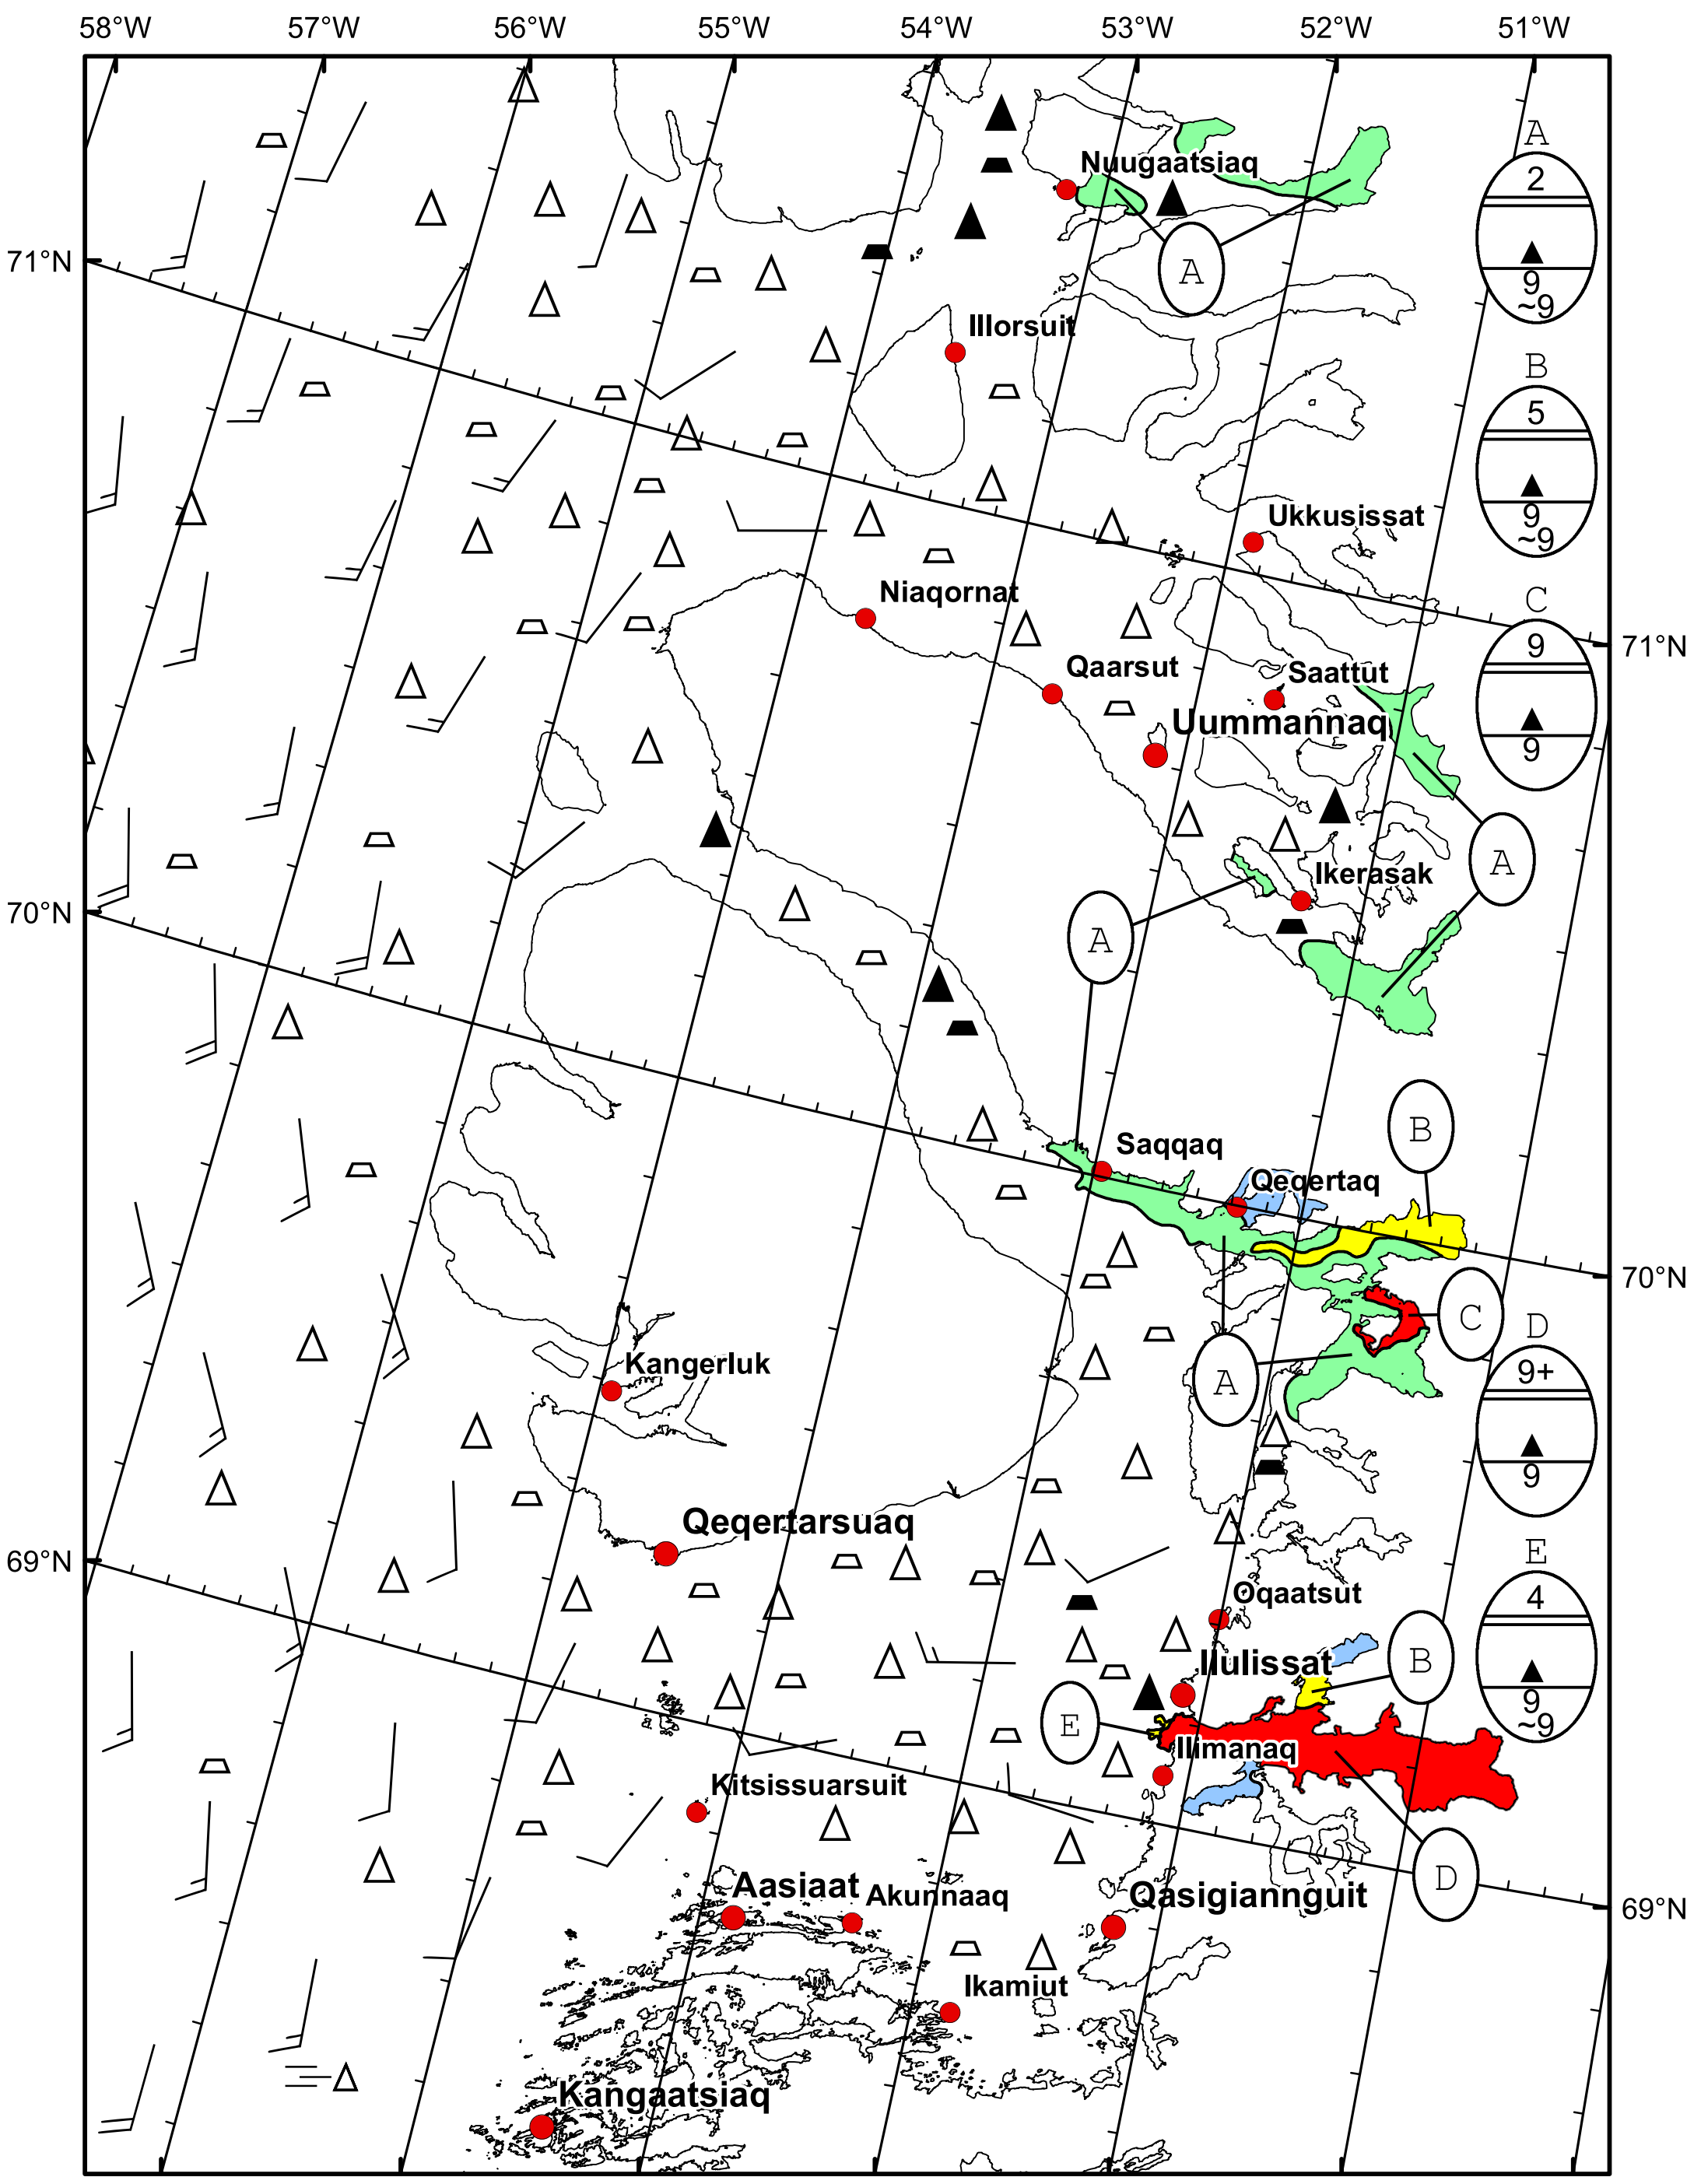 58°W 57°W 56°W 55°W 54°W 53°W 52°W 51°W
A
2
9
~9
Nuugaatsiaq
71°N
A
Illorsuit
B
5
9
~9
Ukkusissat
Niaqornat
C
9
9
71°N
Qaarsut
Saattut
Uummannaq
A
Ikerasak
70°N
A
B
Saqqaq
Qeqertaq
70°N
C
D
9+
9
Kangerluk
A
Qeqertarsuaq
69°N
E
4
9
~9
Oqaatsut
B
Ilulissat
E
Ilimanaq
Kitsissuarsuit
D
Aasiaat
Akunnaaq
Qasigiannguit
69°N
Ikamiut
Kangaatsiaq